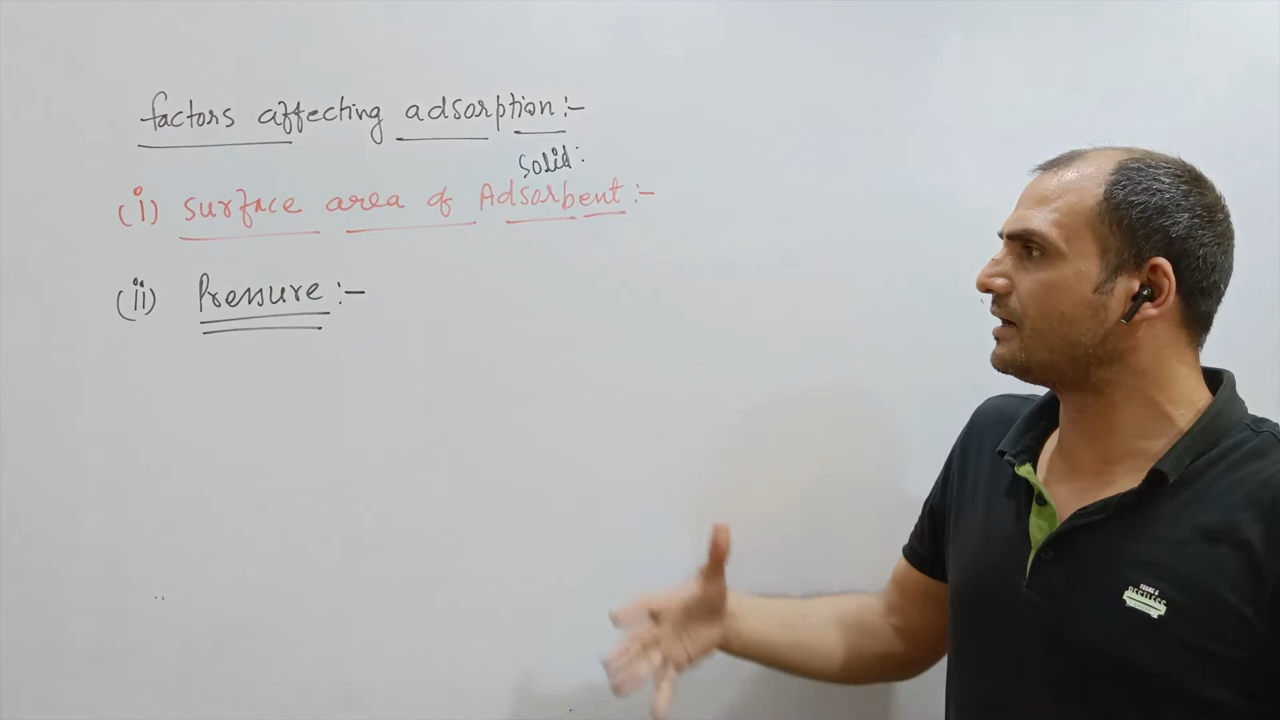 factors affecting adsorption:-
solid:
(i) surface area of Adsorbent:-
(ii) Pressure:-